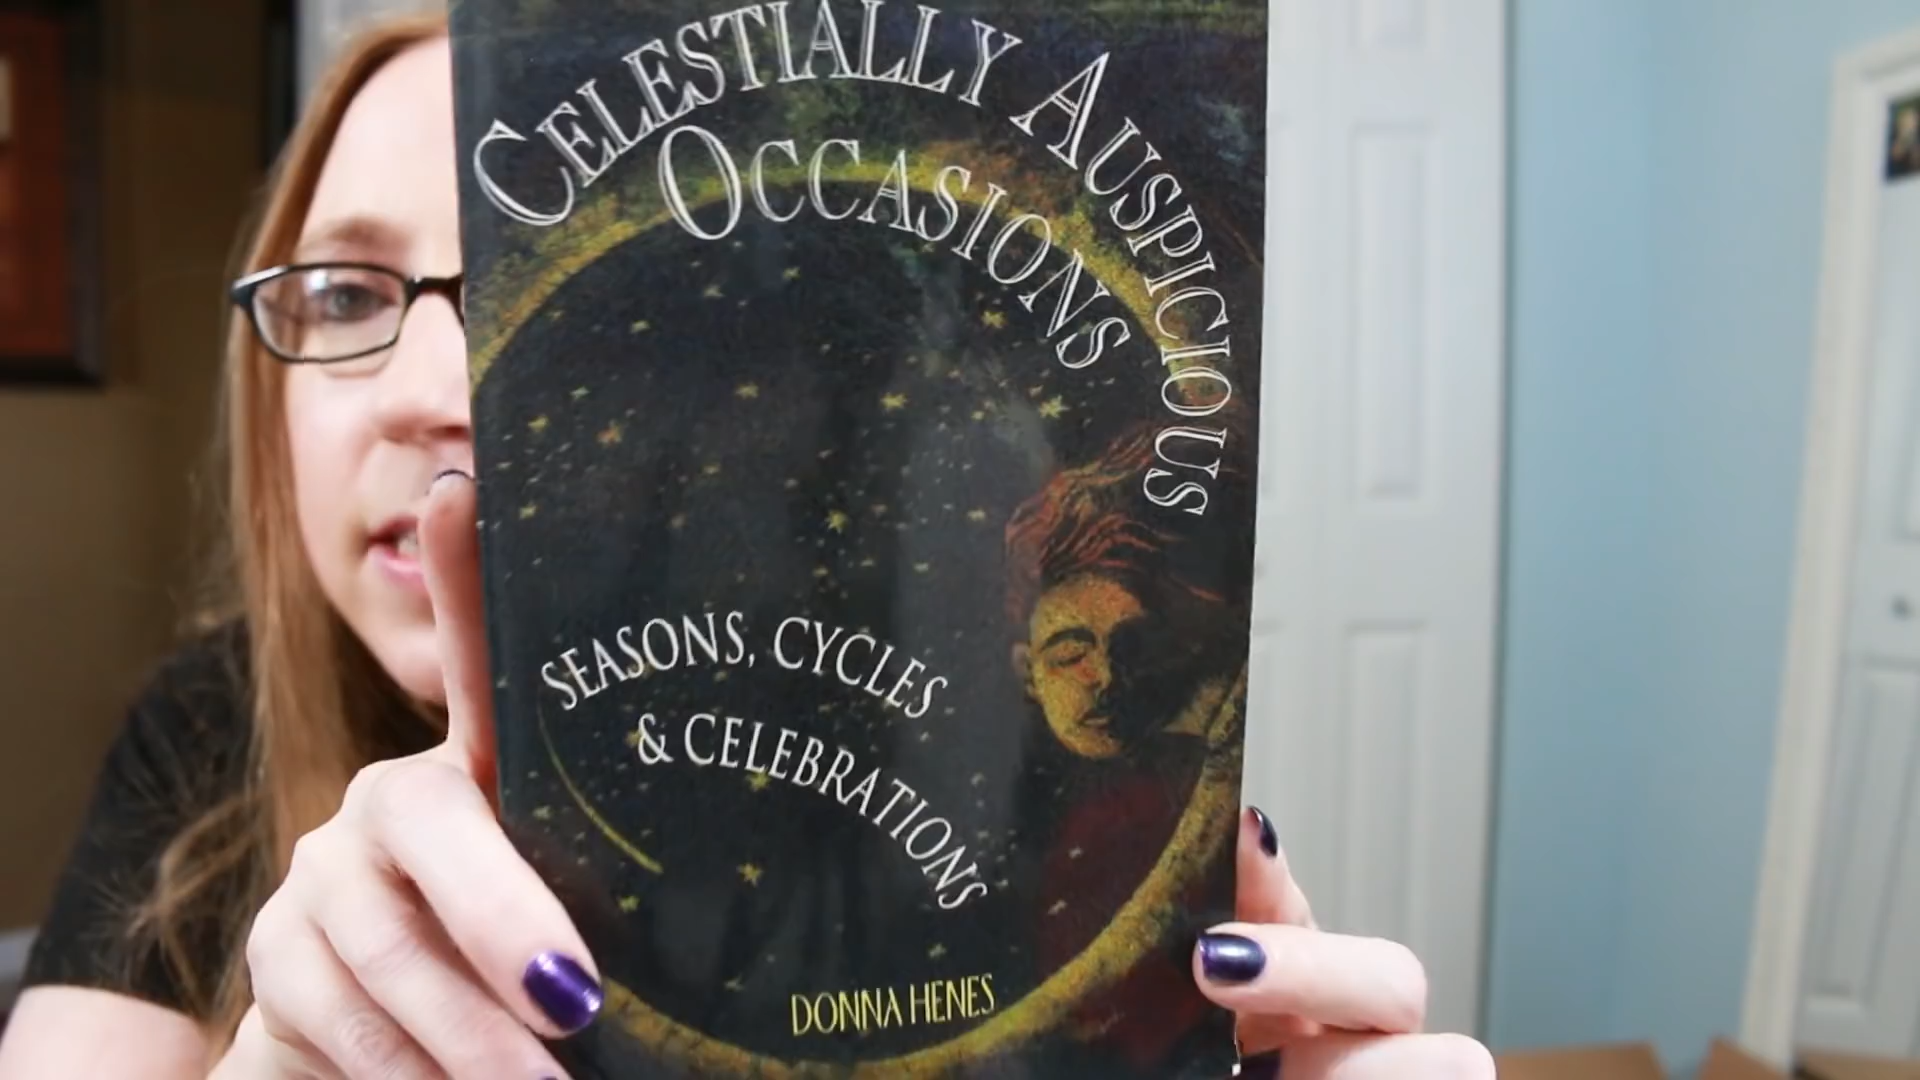 CELESTIALLY AUSPICIOUS
OCCASIONS
SEASONS, CYCLES
& CELEBRATIONS
DONNA HENES